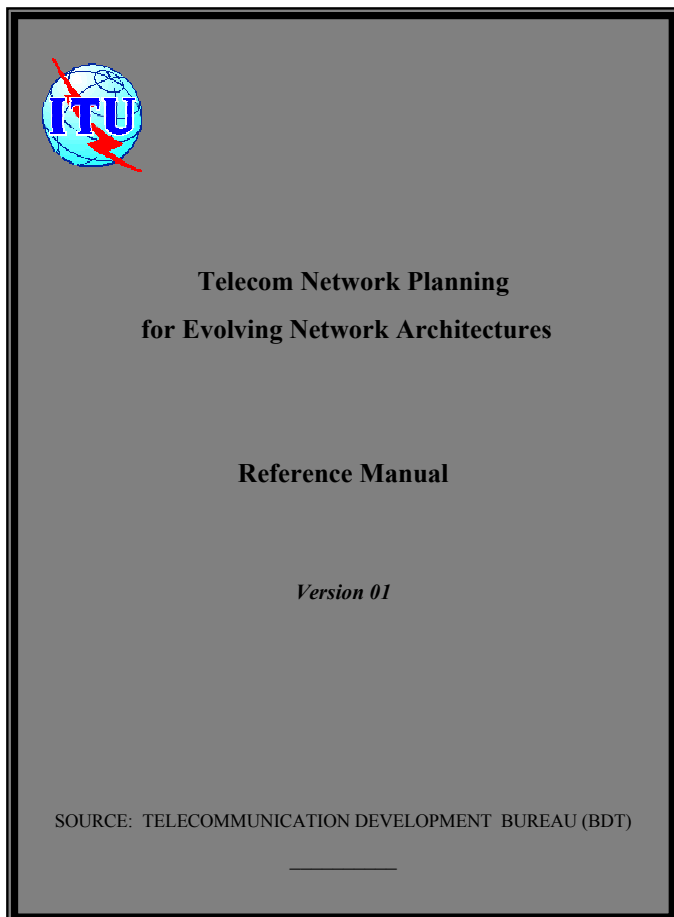 ITU
Telecom Network Planning
for Evolving Network Architectures
Reference Manual
Version 01
SOURCE: TELECOMMUNICATION DEVELOPMENT BUREAU (BDT)